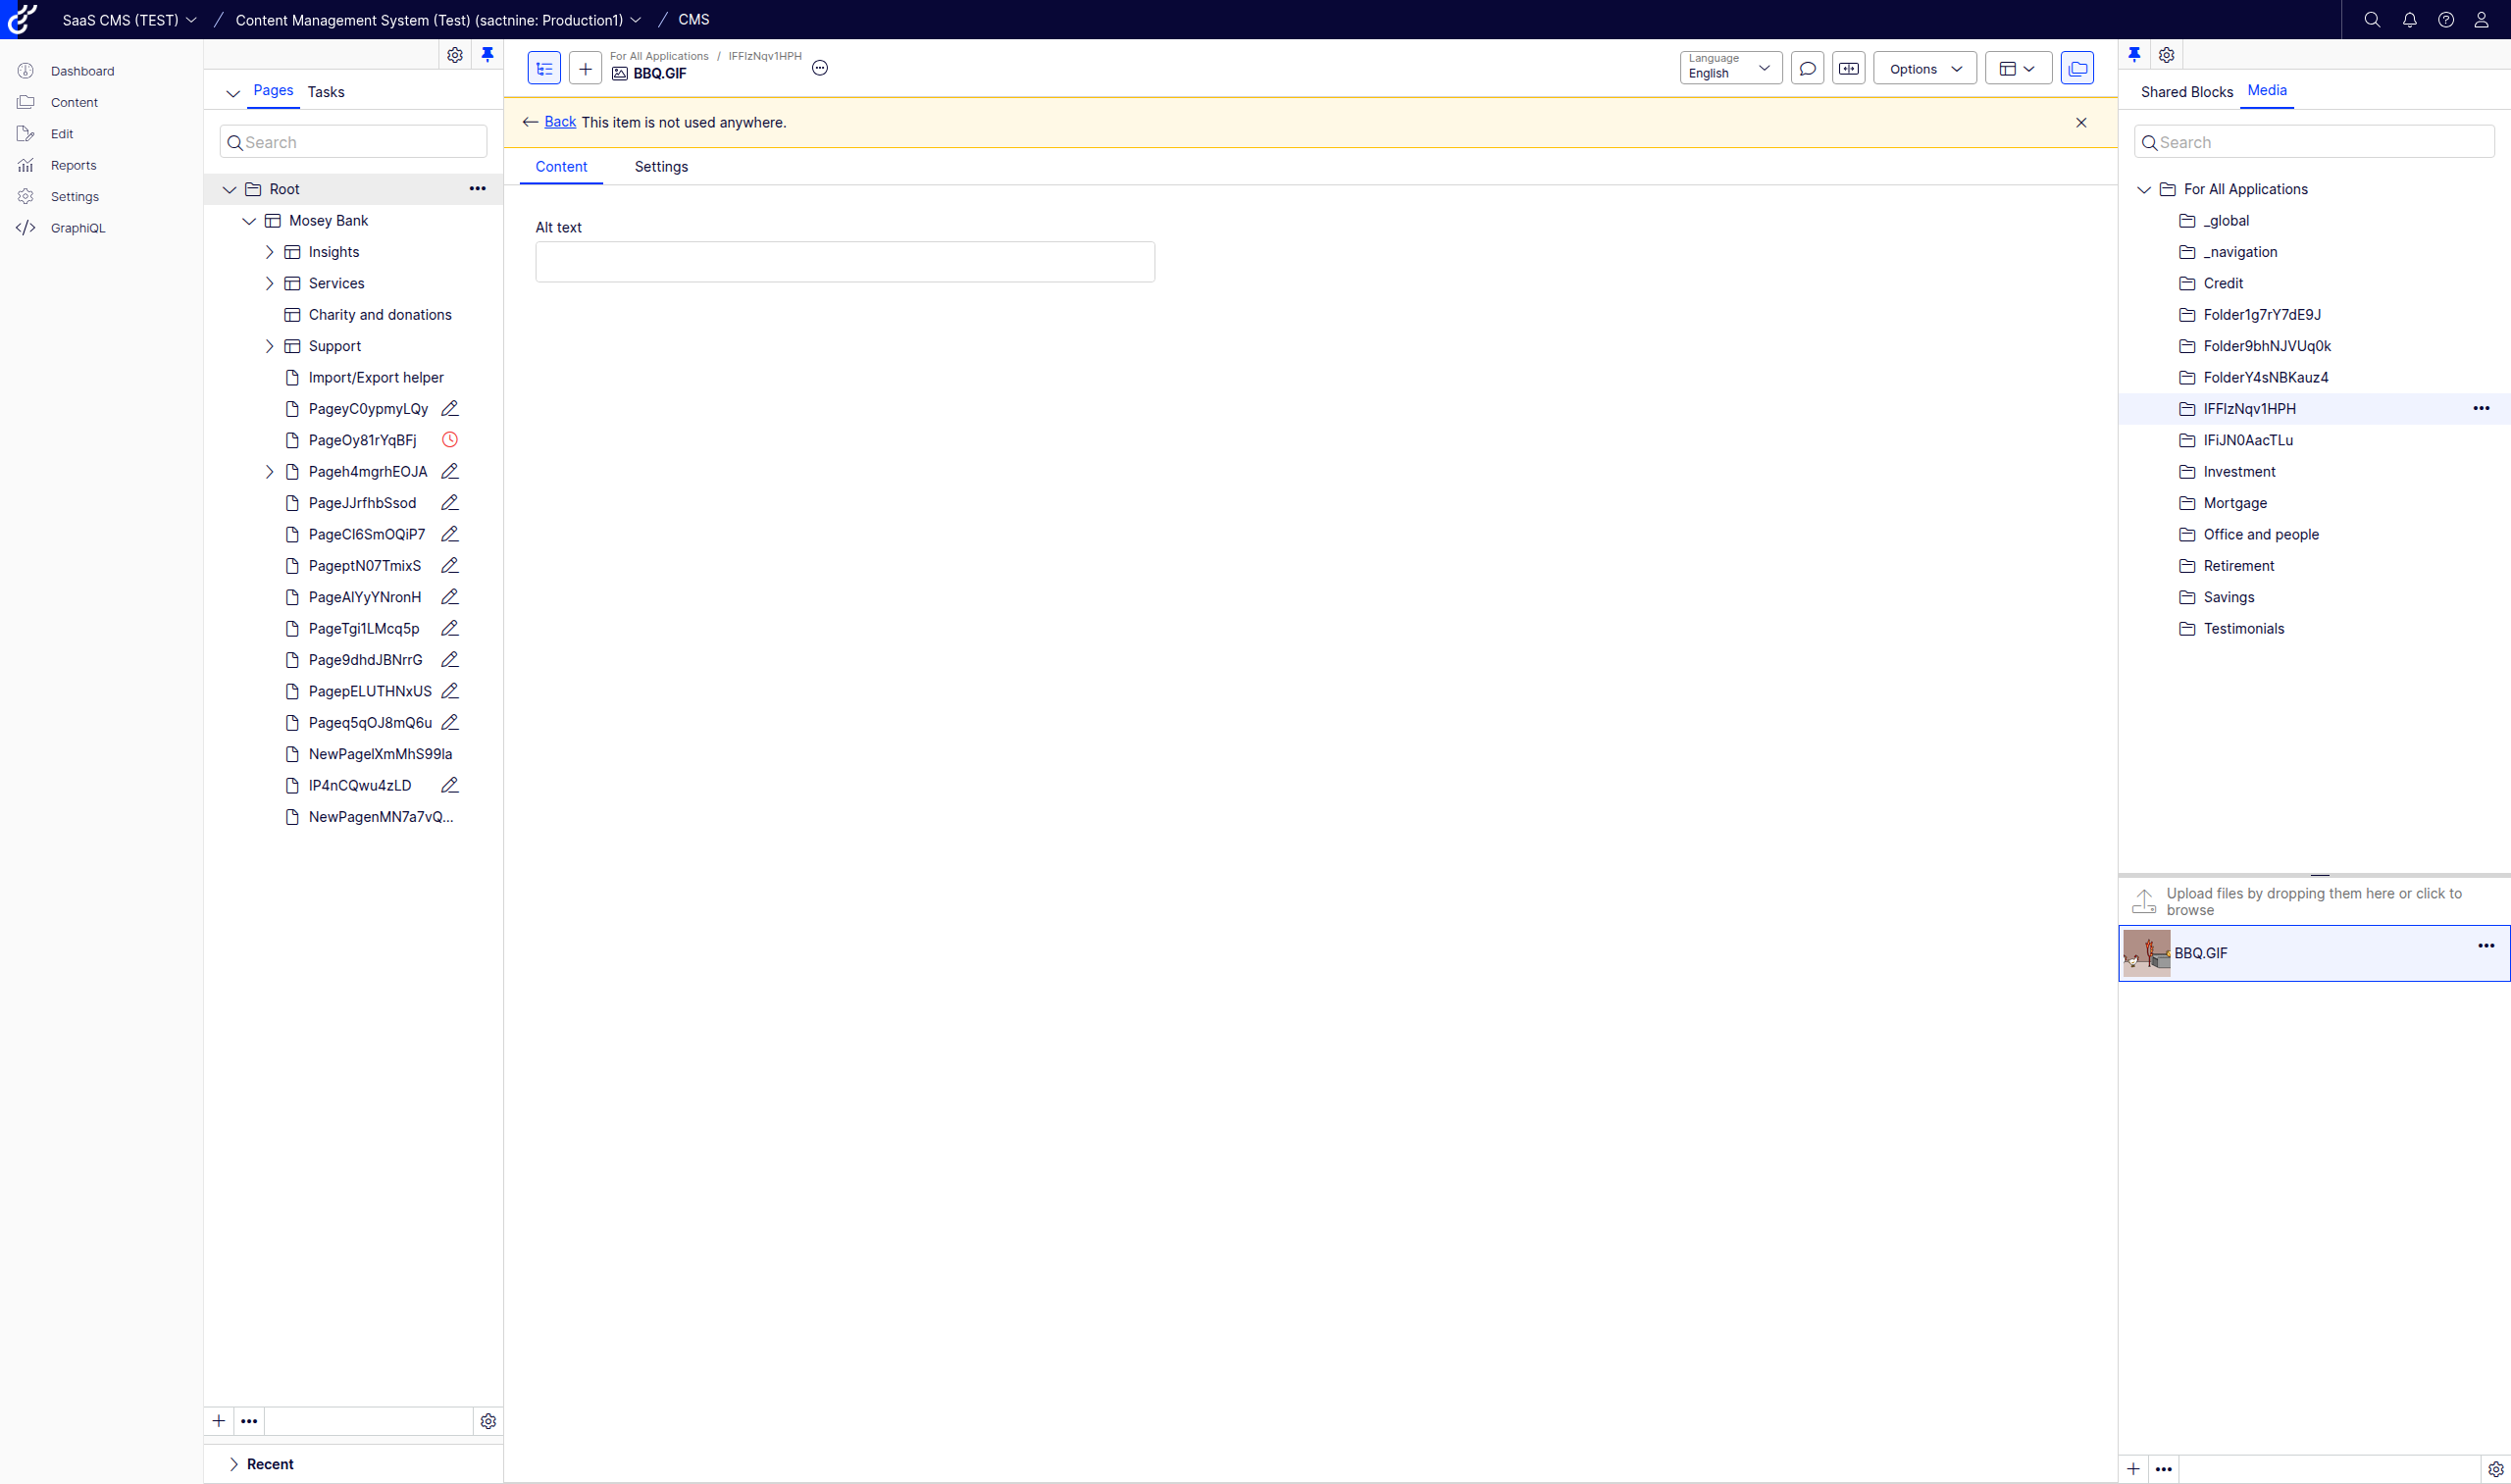 SaaS CMS (TEST) / Content Management System (Test) (sactnine: Production1) / CMS
Dashboard
Content
Edit
Reports
Settings
GraphiQL
Pages Tasks
Search
Root
Mosey Bank
Insights
Services
Charity and donations
Support
Import/Export helper
PageyC0ypmyLQy
PageOy81rYqBFj
Pageh4mgrhEOJA
PageJJrfhbSsod
PageCl6SmOQiP7
PageptN07TmixS
PageAlYyYNronH
PageTgi1LMcq5p
Page9dhdJBNrrG
PagepELUTHNxUS
Pageq5qOJ8mQ6u
NewPagelXmMhS99la
IP4nCQwu4zLD
NewPagenMN7a7vQ...
Recent
For All Applications / IFFlzNqv1HPH
BBQ.GIF
Language
English
Options
Back This item is not used anywhere.
Content Settings
Alt text
Shared Blocks Media
Search
For All Applications
_global
_navigation
Credit
Folder1g7rY7dE9J
Folder9bhNJVUq0k
FolderY4sNBKauz4
IFFlzNqv1HPH
IFiJN0AacTLu
Investment
Mortgage
Office and people
Retirement
Savings
Testimonials
Upload files by dropping them here or click to
browse
BBQ.GIF